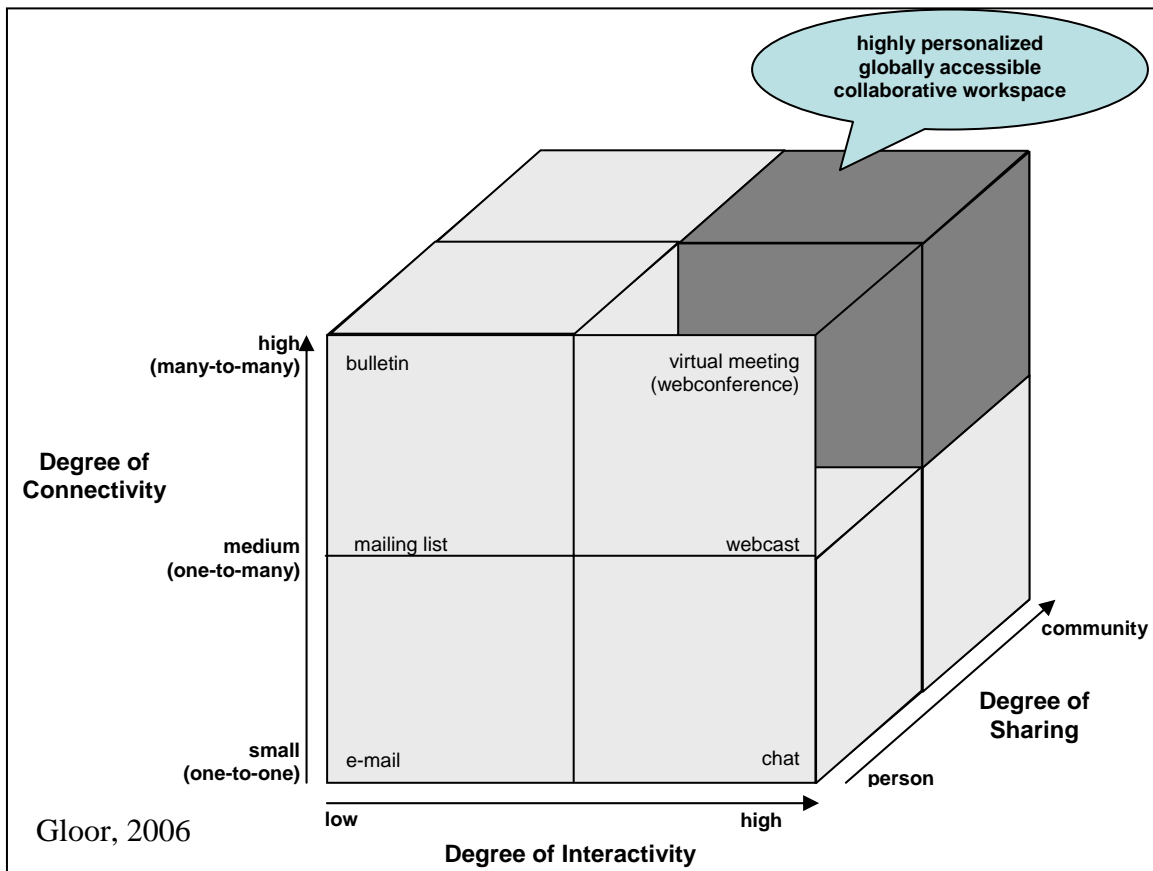 highly personalized
globally accessible
collaborative workspace
high
(many-to-many)
bulletin
virtual meeting
(webconference)
Degree of
Connectivity
medium
(one-to-many)
mailing list
webcast
community
Degree of
Sharing
small
(one-to-one)
e-mail
chat
person
low
high
Gloor, 2006
Degree of Interactivity